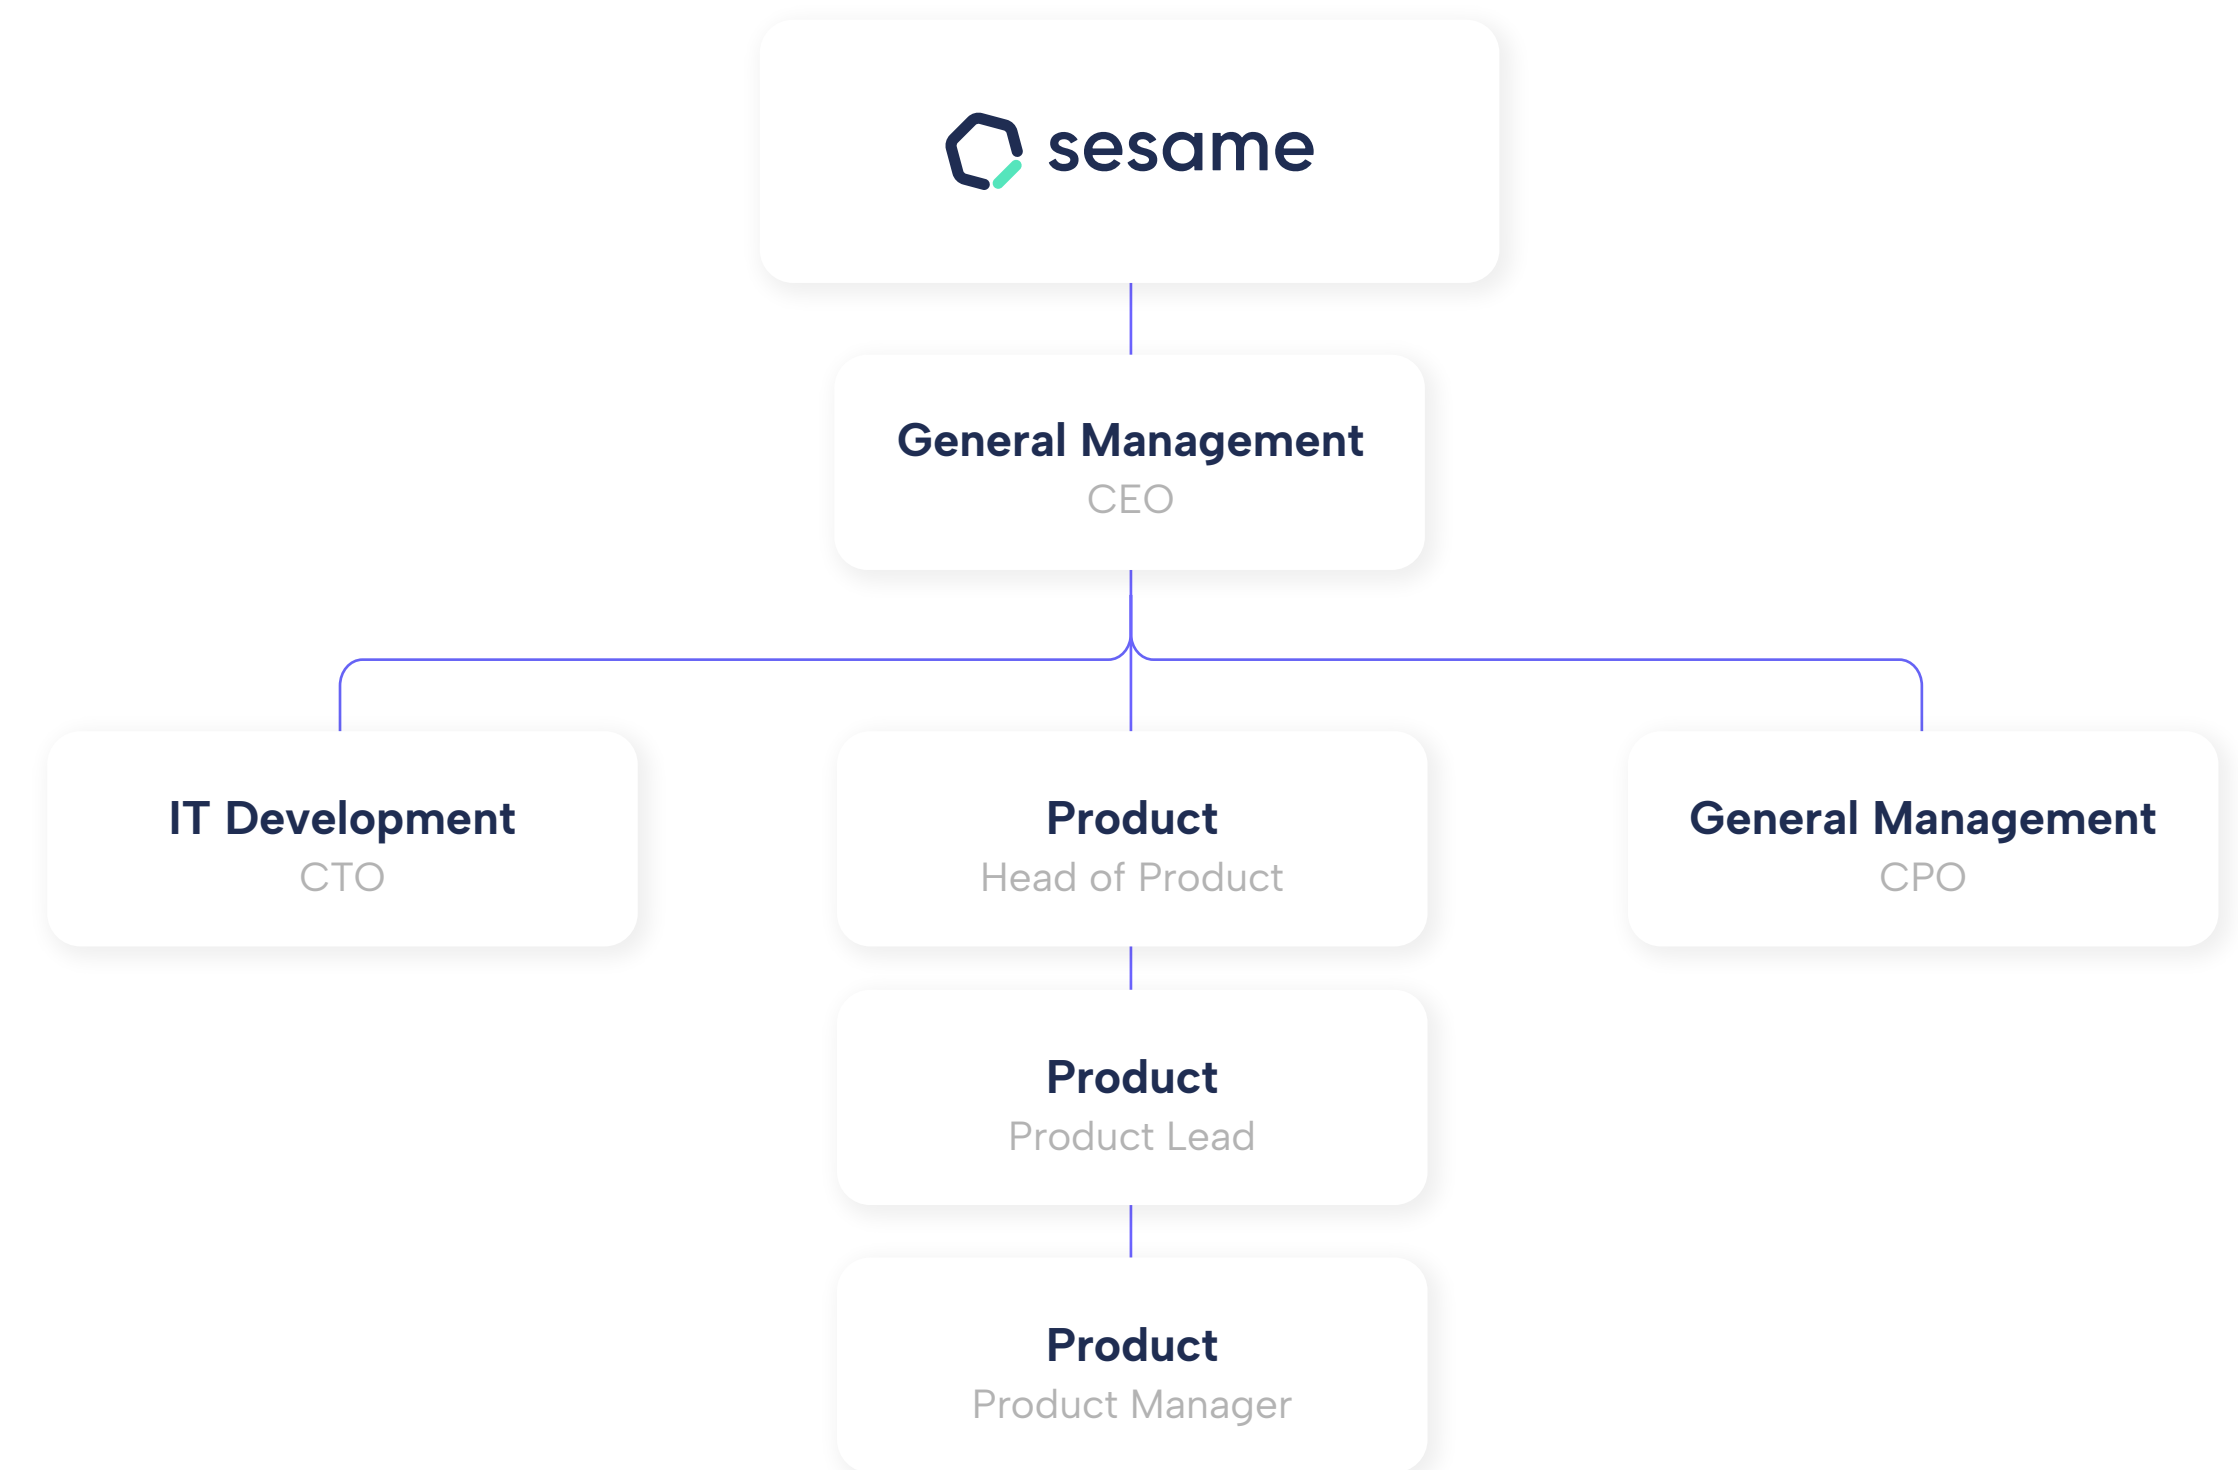 sesame
General Management
CEO
IT Development
CTO
Product
Head of Product
General Management
CPO
Product
Product Lead
Product
Product Manager